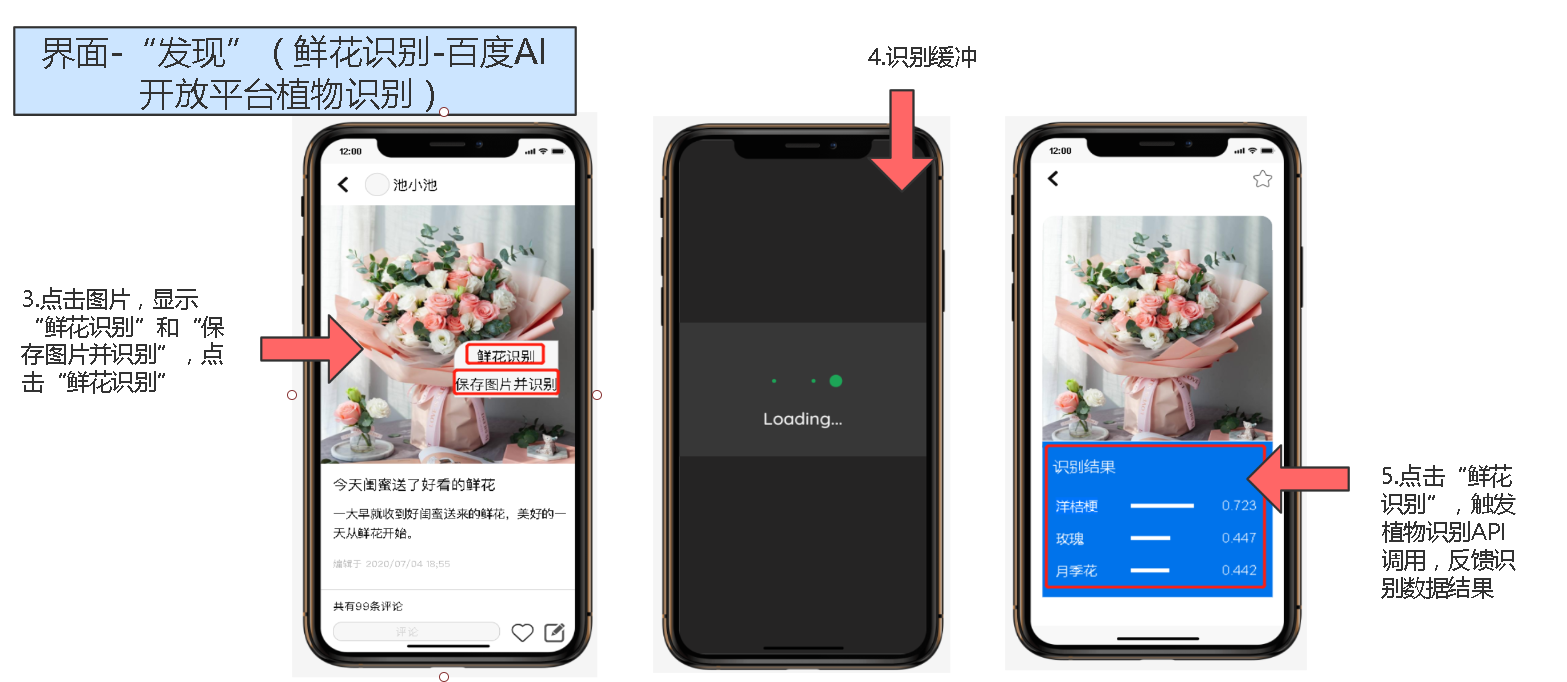 界面-“发现”（鲜花识别-百度AI
开放平台植物识别）
4.识别缓冲
3.点击图片，显示
“鲜花识别”和“保
存图片并识别”，点
击“鲜花识别”
12:00
池小池
鲜花识别
保存图片并识别
今天闺蜜送了好看的鲜花
一大早就收到好闺蜜送来的鲜花，美好的一
天从鲜花开始。
编辑于 2020/07/04 18:55
共有99条评论
评论
Loading...
12:00
识别结果
洋桔梗 0.723
玫瑰 0.447
月季花 0.442
5.点击“鲜花
识别”，触发
植物识别API
调用，反馈识
别数据结果